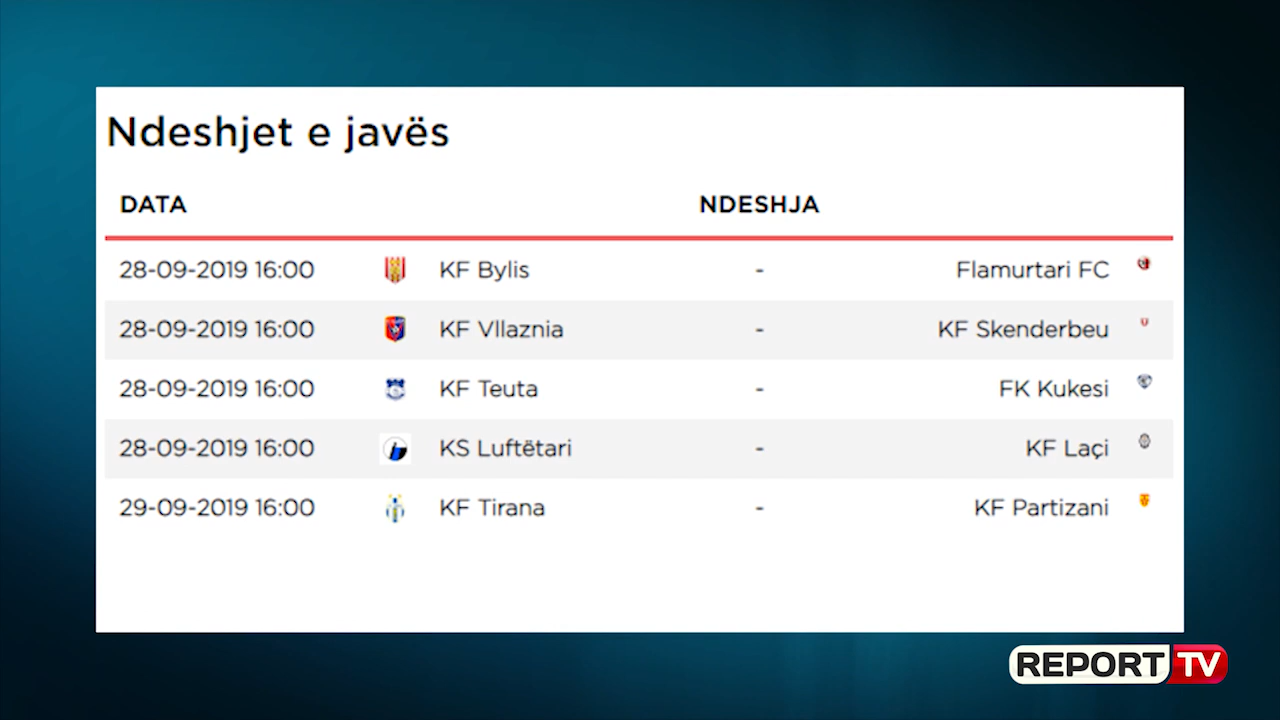 Ndeshjet e javës
DATA NDESHJA
28-09-2019 16:00 KF Bylis - Flamurtari FC
28-09-2019 16:00 KF Vllaznia - KF Skenderbeu
28-09-2019 16:00 KF Teuta - FK Kukesi
28-09-2019 16:00 KS Luftëtari - KF Laçi
29-09-2019 16:00 KF Tirana - KF Partizani
REPORT TV